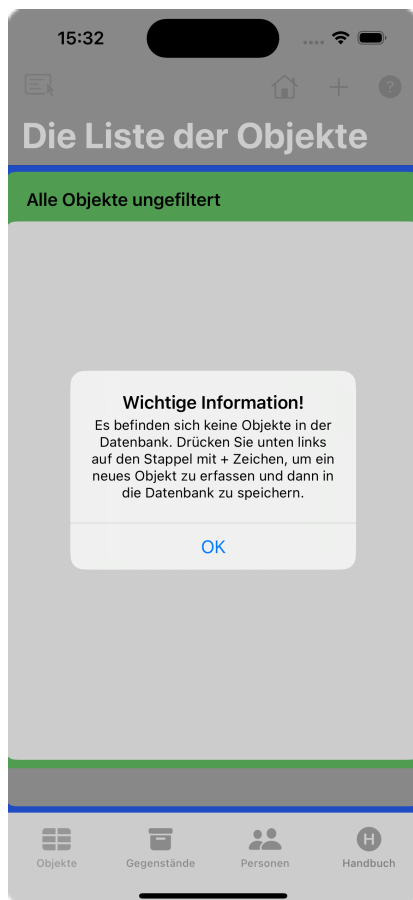 15:32
Die Liste der Objekte
Alle Objekte ungefiltert
Wichtige Information!
Es befinden sich keine Objekte in der
Datenbank. Drücken Sie unten links
auf den Stappel mit + Zeichen, um ein
neues Objekt zu erfassen und dann in
die Datenbank zu speichern.
OK
Objekte
Gegenstände
Personen
H
Handbuch